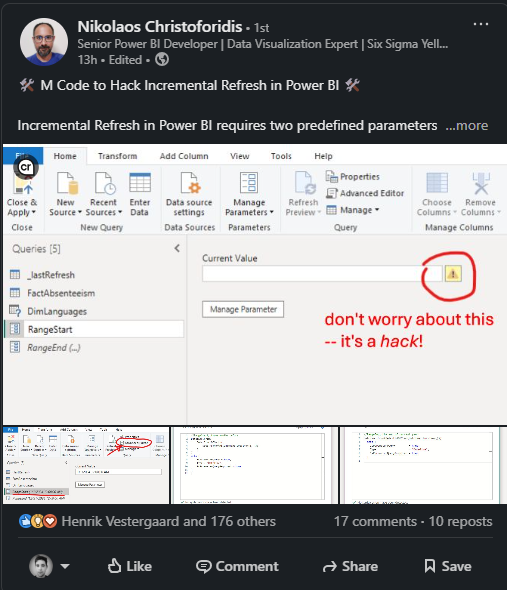 Nikolaos Christoforidis • 1st
Senior Power BI Developer | Data Visualization Expert | Six Sigma Yell...
13h • Edited •
🛠️ M Code to Hack Incremental Refresh in Power BI 🛠️
Incremental Refresh in Power BI requires two predefined parameters ...more
File Home Transform Add Column View Tools Help
cr
Close & Apply
New Source
Recent Sources
Enter Data
Data source settings
Manage Parameters
Refresh Preview
Properties
Advanced Editor
Manage
Choose Columns
Remove Columns
Close New Query Data Sources Parameters Query Manage Columns
Queries [5]
_lastRefresh
FactAbsenteeism
DimLanguages
RangeStart
RangeEnd (...)
Current Value
Manage Parameter
don't worry about this
-- it's a hack!
Henrik Vestergaard and 176 others 17 comments • 10 reposts
Like Comment Share Save